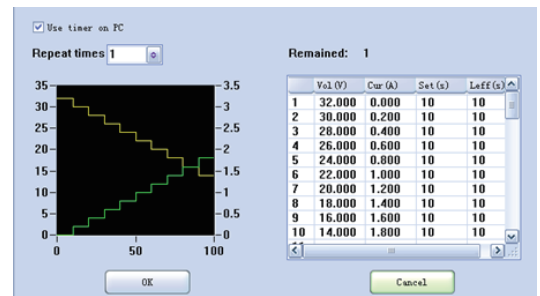 Use timer on PC
Repeat times 1
Remained: 1
35 3.5
30 3
25 2.5
20 2
15 1.5
10 1
5 0.5
0 0
0 50 100
Vol(V) Cur(A) Set(s) Leff(s)
1 32.000 0.000 10 10
2 30.000 0.200 10 10
3 28.000 0.400 10 10
4 26.000 0.600 10 10
5 24.000 0.800 10 10
6 22.000 1.000 10 10
7 20.000 1.200 10 10
8 18.000 1.400 10 10
9 16.000 1.600 10 10
10 14.000 1.800 10 10
OK
Cancel